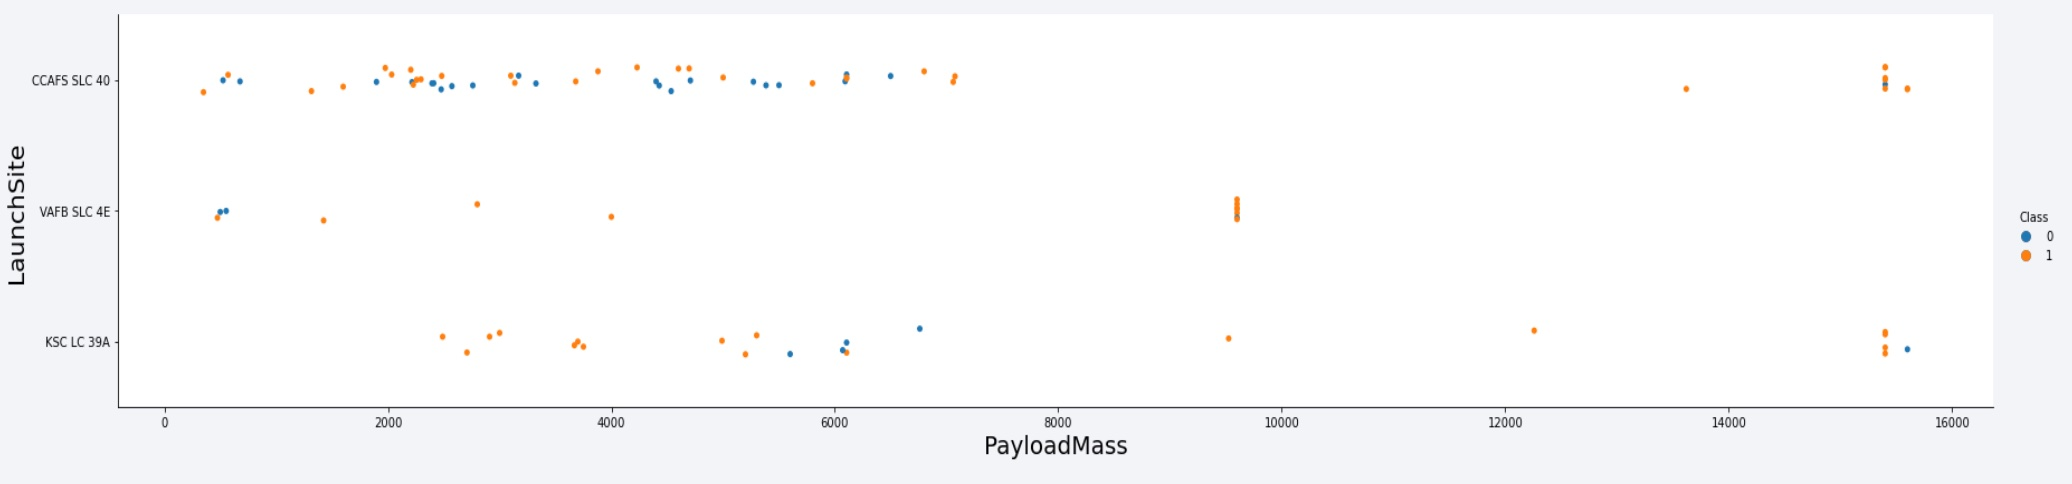 LaunchSite
CCAFS SLC 40
VAFB SLC 4E
KSC LC 39A
0 2000 4000 6000 8000 10000 12000 14000 16000
PayloadMass
Class
0
1